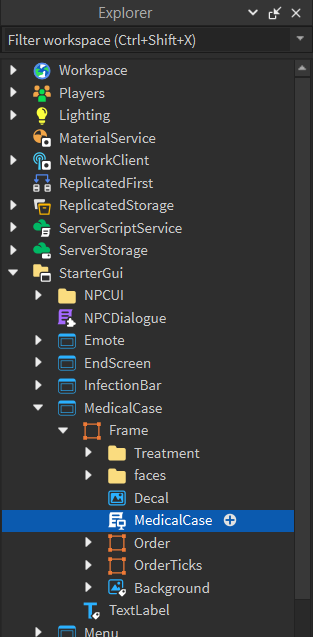 Explorer
Filter workspace (Ctrl+Shift+X)
Workspace
Players
Lighting
MaterialService
NetworkClient
ReplicatedFirst
ReplicatedStorage
ServerScriptService
ServerStorage
StarterGui
NPCUI
NPCDialogue
Emote
EndScreen
InfectionBar
MedicalCase
Frame
Treatment
faces
Decal
MedicalCase
Order
OrderTicks
Background
TextLabel
Menu